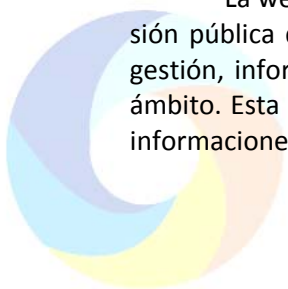 La we
sión pública
gestión, infor
ámbito. Esta
informacione